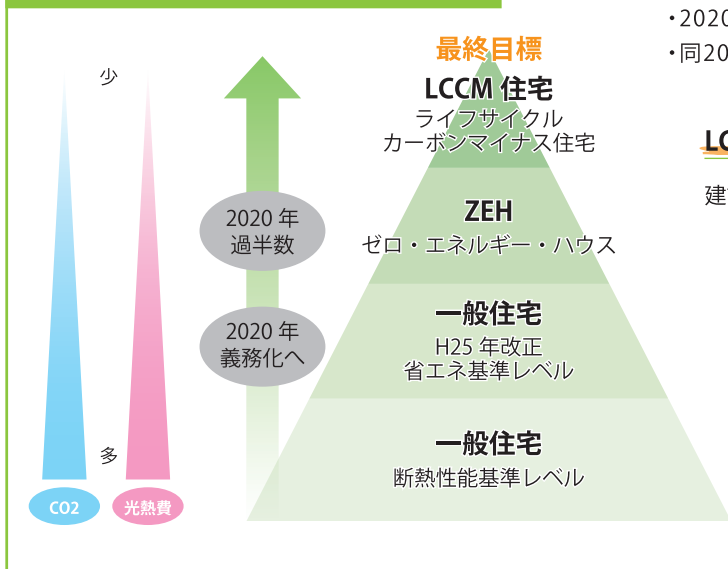 少
多
CO2
光熱費
2020 年
過半数
2020 年
義務化へ
最終目標
LCCM 住宅
ライフサイクル
カーボンマイナス住宅
ZEH
ゼロ・エネルギー・ハウス
一般住宅
H25 年改正
省エネ基準レベル
一般住宅
断熱性能基準レベル
・2020
・同20
LC
建